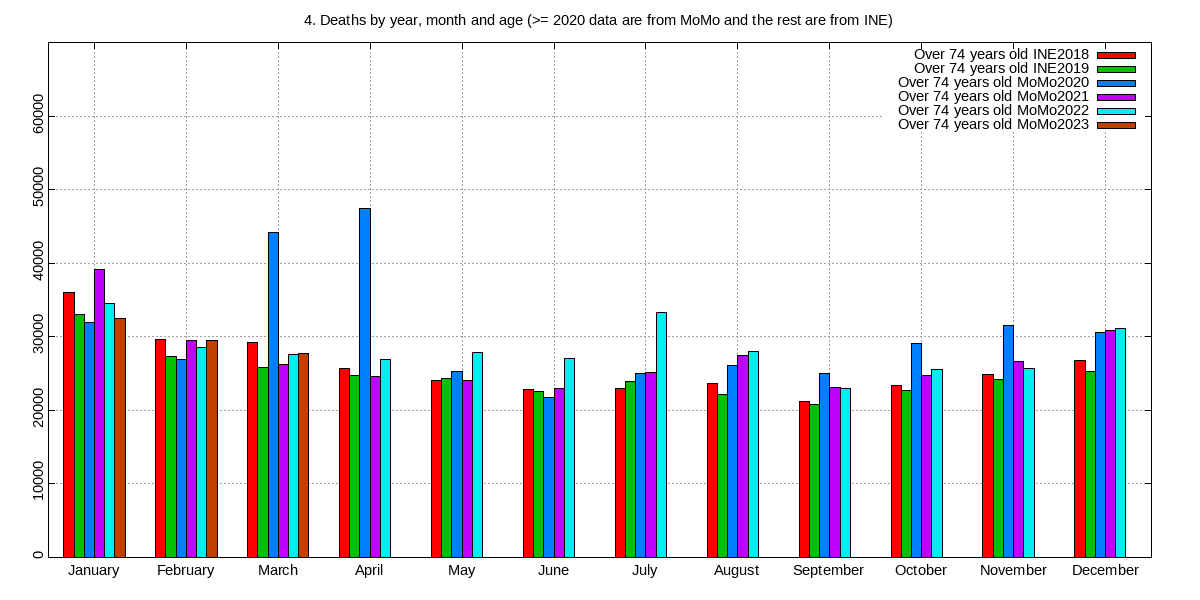 4. Deaths by year, month and age (>= 2020 data are from MoMo and the rest are from INE)
Over 74 years old INE2018
Over 74 years old INE2019
Over 74 years old MoMo2020
Over 74 years old MoMo2021
Over 74 years old MoMo2022
Over 74 years old MoMo2023
60000
50000
40000
30000
20000
10000
0
January February March April May June July August September October November December